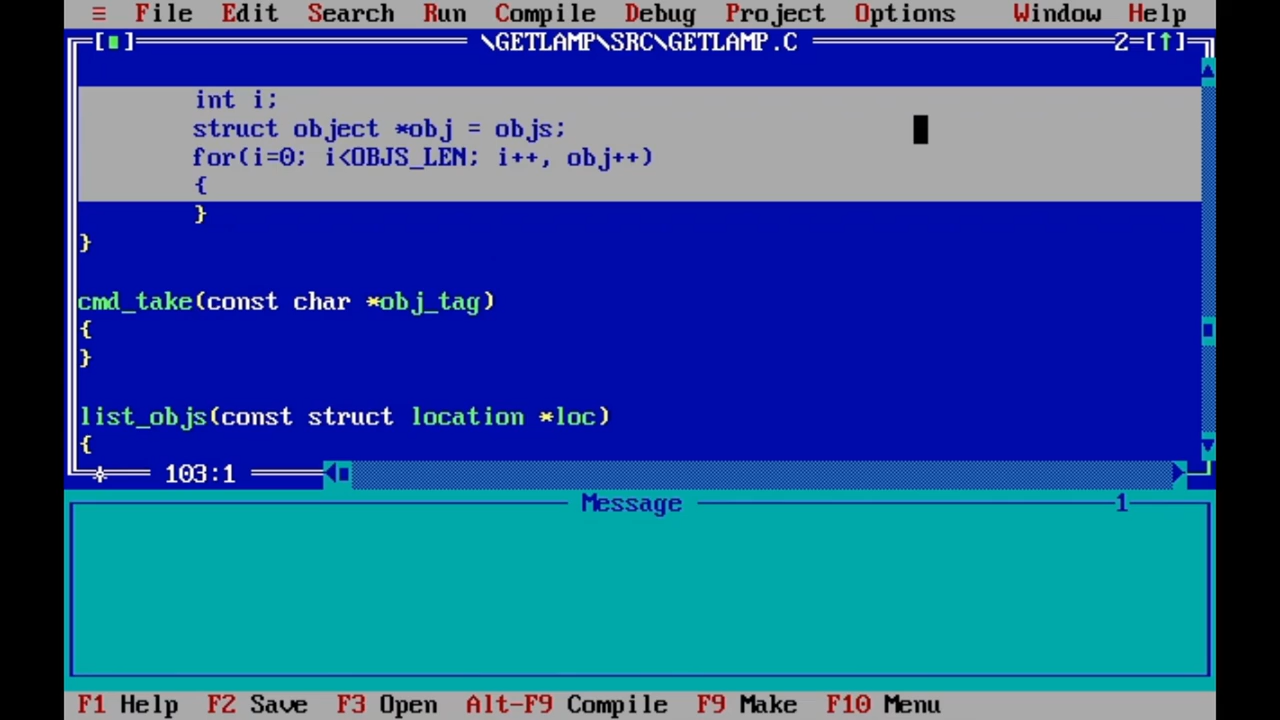 ≡ File Edit Search Run Compile Debug Project Options Window Help
[■] \GETLAMP\SRC\GETLAMP.C 2=[↑]
int i;
struct object *obj = objs;
for(i=0; i<OBJS_LEN; i++, obj++)
{
}
}
cmd_take(const char *obj_tag)
{
}
list_objs(const struct location *loc)
{
103:1
Message 1
F1 Help F2 Save F3 Open Alt-F9 Compile F9 Make F10 Menu